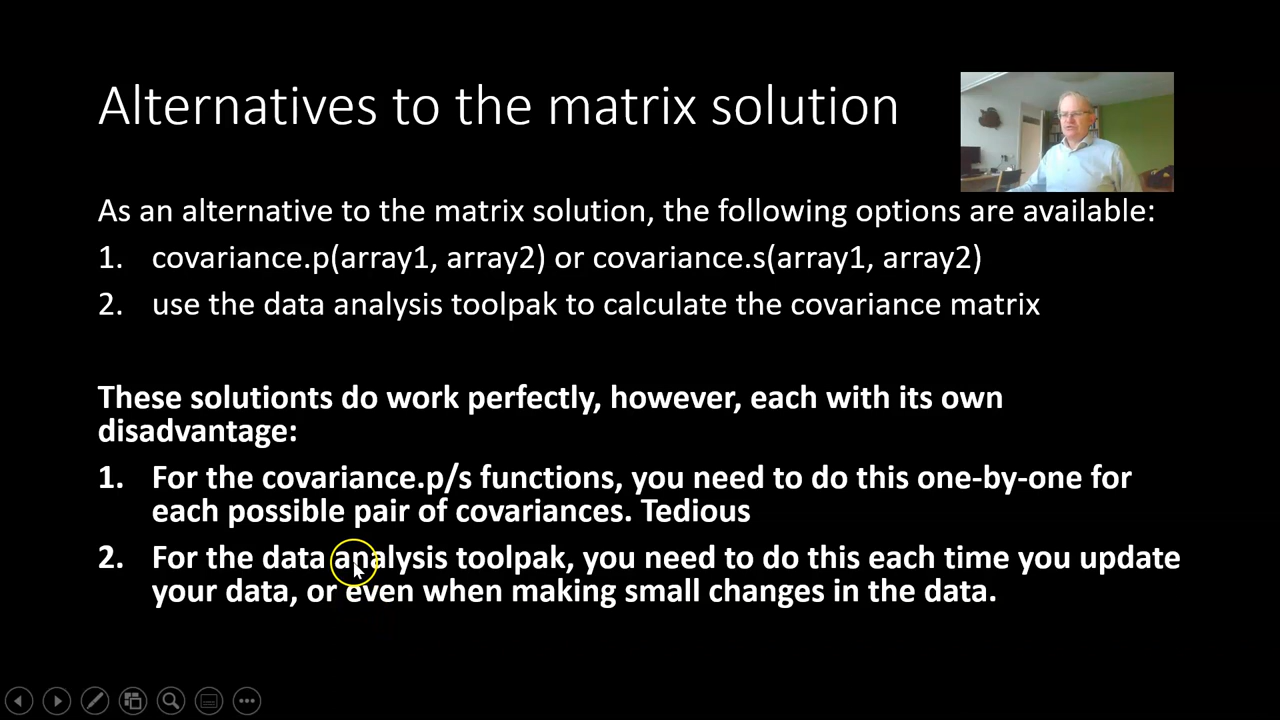 Alternatives to the matrix solution
As an alternative to the matrix solution, the following options are available:
1. covariance.p(array1, array2) or covariance.s(array1, array2)
2. use the data analysis toolpak to calculate the covariance matrix
These solutionts do work perfectly, however, each with its own
disadvantage:
1. For the covariance.p/s functions, you need to do this one-by-one for
each possible pair of covariances. Tedious
2. For the data analysis toolpak, you need to do this each time you update
your data, or even when making small changes in the data.